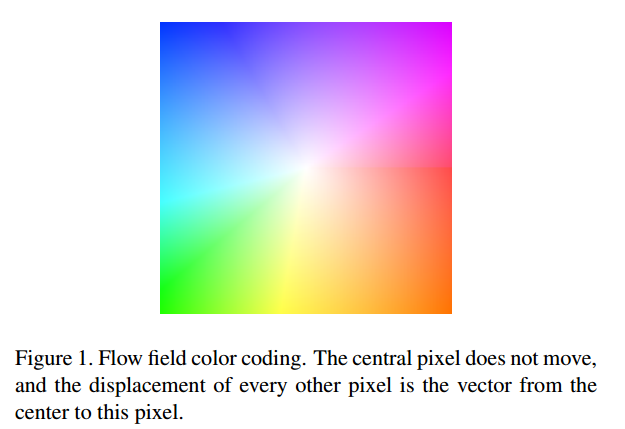 Figure 1. Flow field color coding. The central pixel does not move,
and the displacement of every other pixel is the vector from the
center to this pixel.